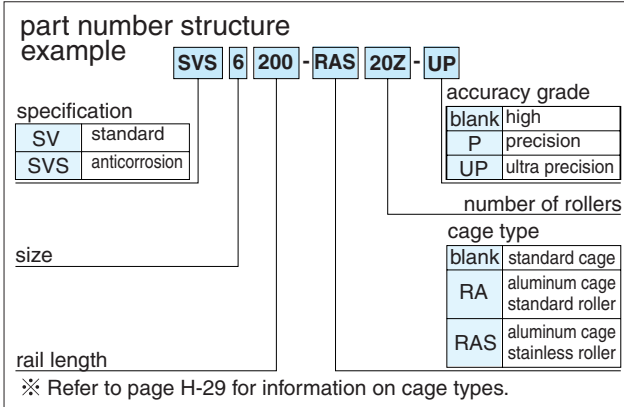 part number structure
example
SVS 6 200 - RAS 20Z - UP
specification
SV standard
SVS anticorrosion
size
rail length
accuracy grade
blank high
P precision
UP ultra precision
number of rollers
cage type
blank standard cage
RA aluminum cage
standard roller
RAS aluminum cage
stainless roller
※ Refer to page H-29 for information on cage types.